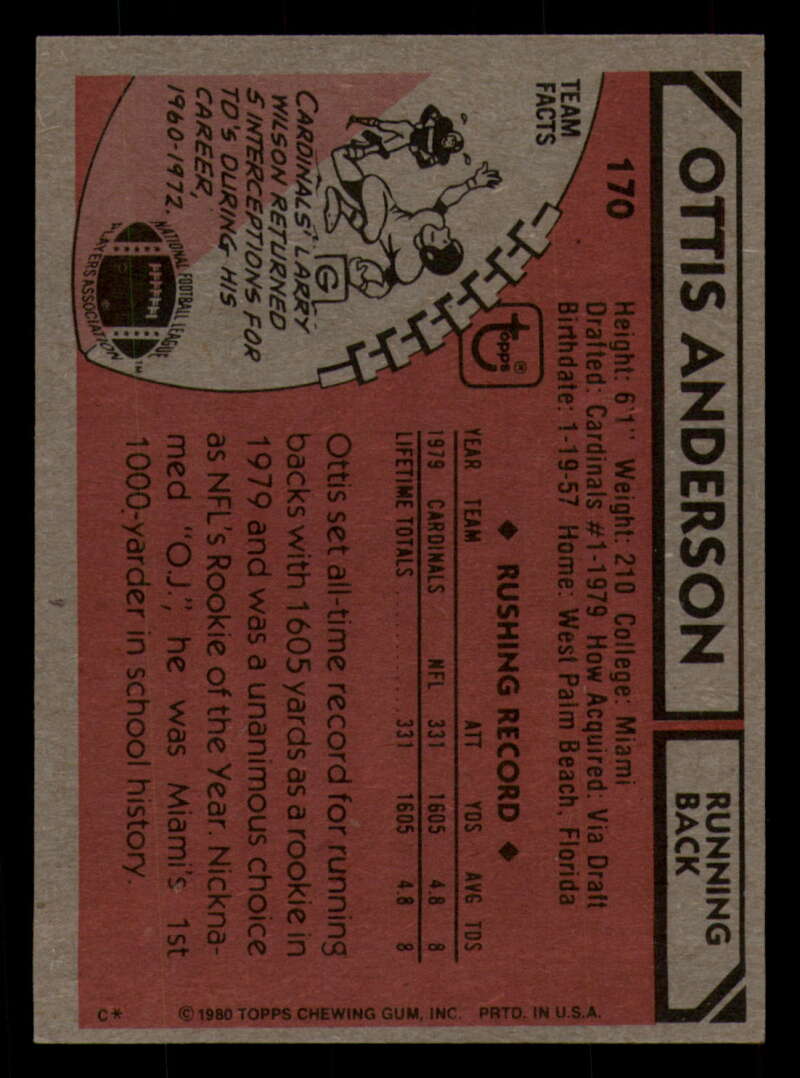 OTTIS ANDERSON
RUNNING
BACK
170
Height: 6'1" Weight: 210 College: Miami
Drafted: Cardinals #1-1979 How Acquired: Via Draft
Birthdate: 1-19-57 Home: West Palm Beach, Florida
TEAM
FACTS
CARDINALS' LARRY
WILSON RETURNED
5 INTERCEPTIONS FOR
TD'S DURING HIS
CAREER,
1960-1972.
G
topps®
NATIONAL FOOTBALL LEAGUE
PLAYERS ASSOCIATION™
◆ RUSHING RECORD ◆
YEAR TEAM ATT YDS AVG TDS
1979 CARDINALS NFL 331 1605 4.8 8
LIFETIME TOTALS .......... 331 1605 4.8 8
Ottis set all-time record for running
backs with 1605 yards as a rookie in
1979 and was a unanimous choice
as NFL's Rookie of the Year. Nickna-
med "O.J.," he was Miami's 1st
1000-yarder in school history.
C* © 1980 TOPPS CHEWING GUM, INC. PRTD. IN U.S.A.